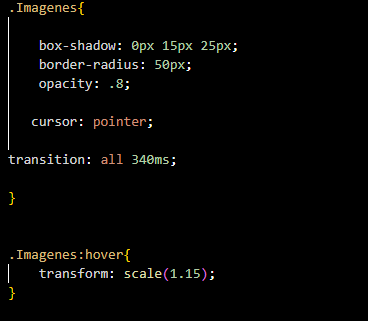 .Imagenes{
box-shadow: 0px 15px 25px;
border-radius: 50px;
opacity: .8;
cursor: pointer;
transition: all 340ms;
}
.Imagenes:hover{
transform: scale(1.15);
}